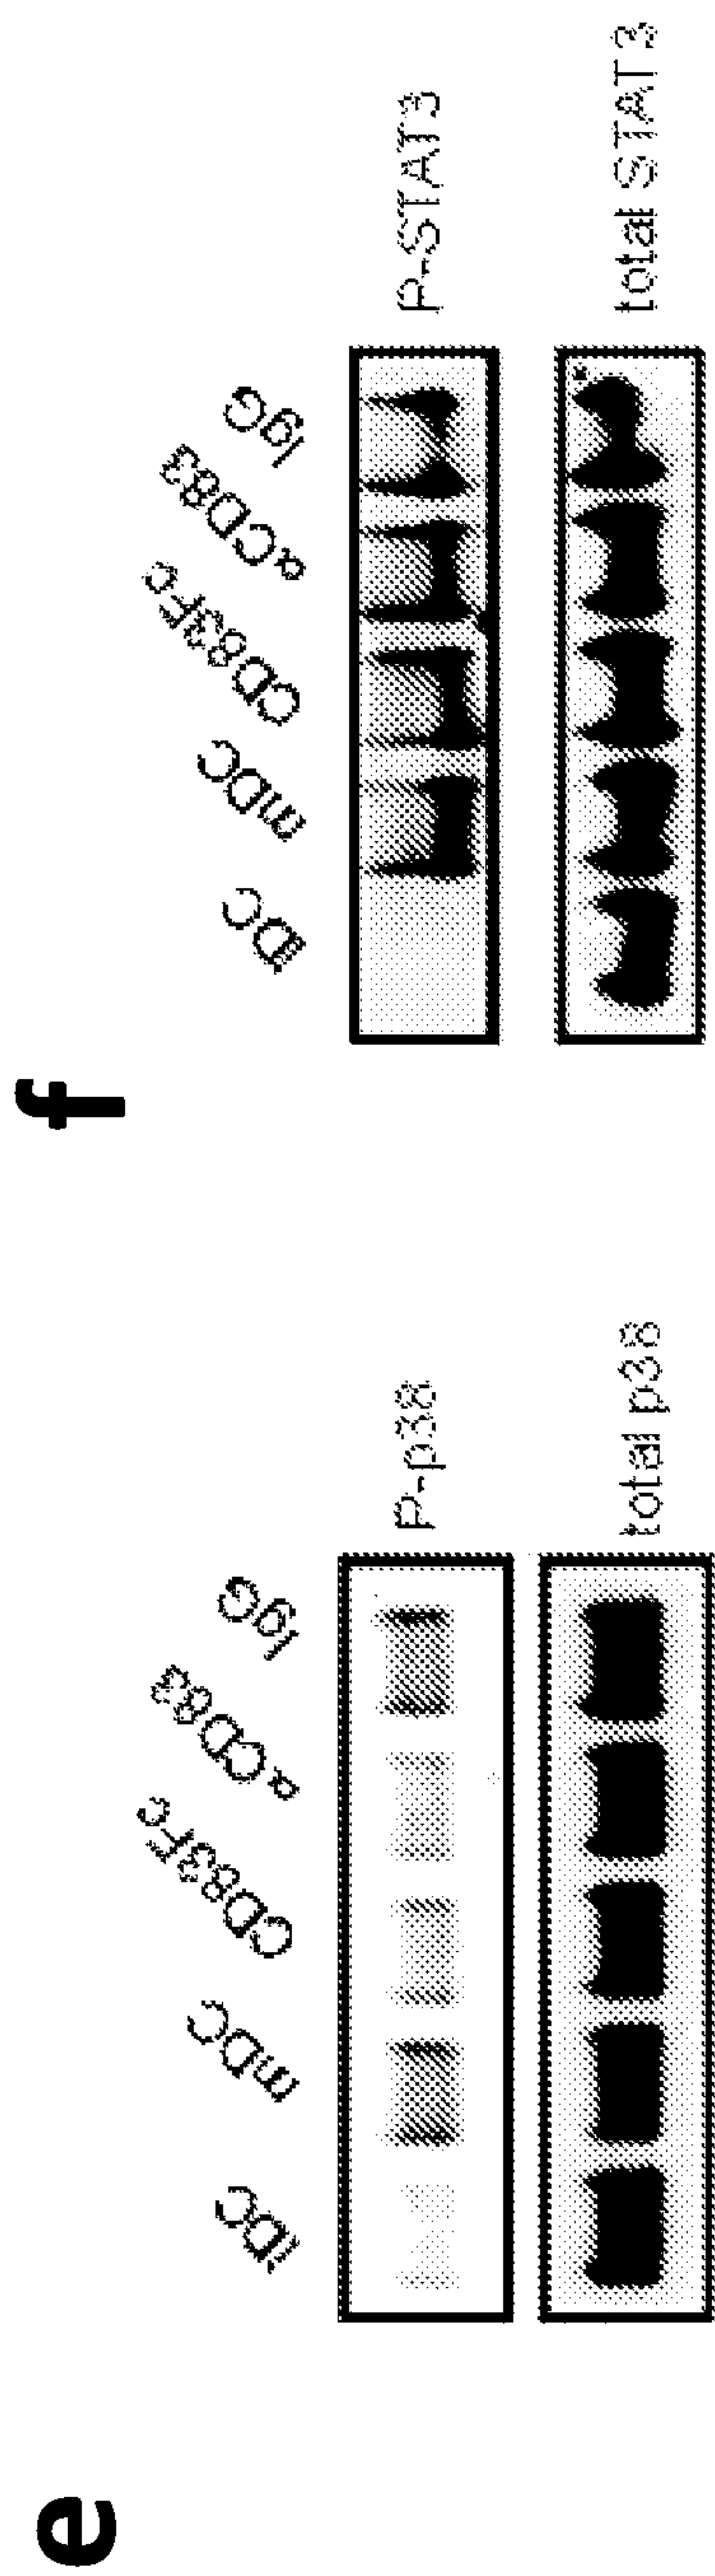 e
iDC mDC CD83Fc αCD83 IgG
P-p38
total p38
f
iDC mDC CD83Fc αCD83 IgG
P-STAT3
total STAT3